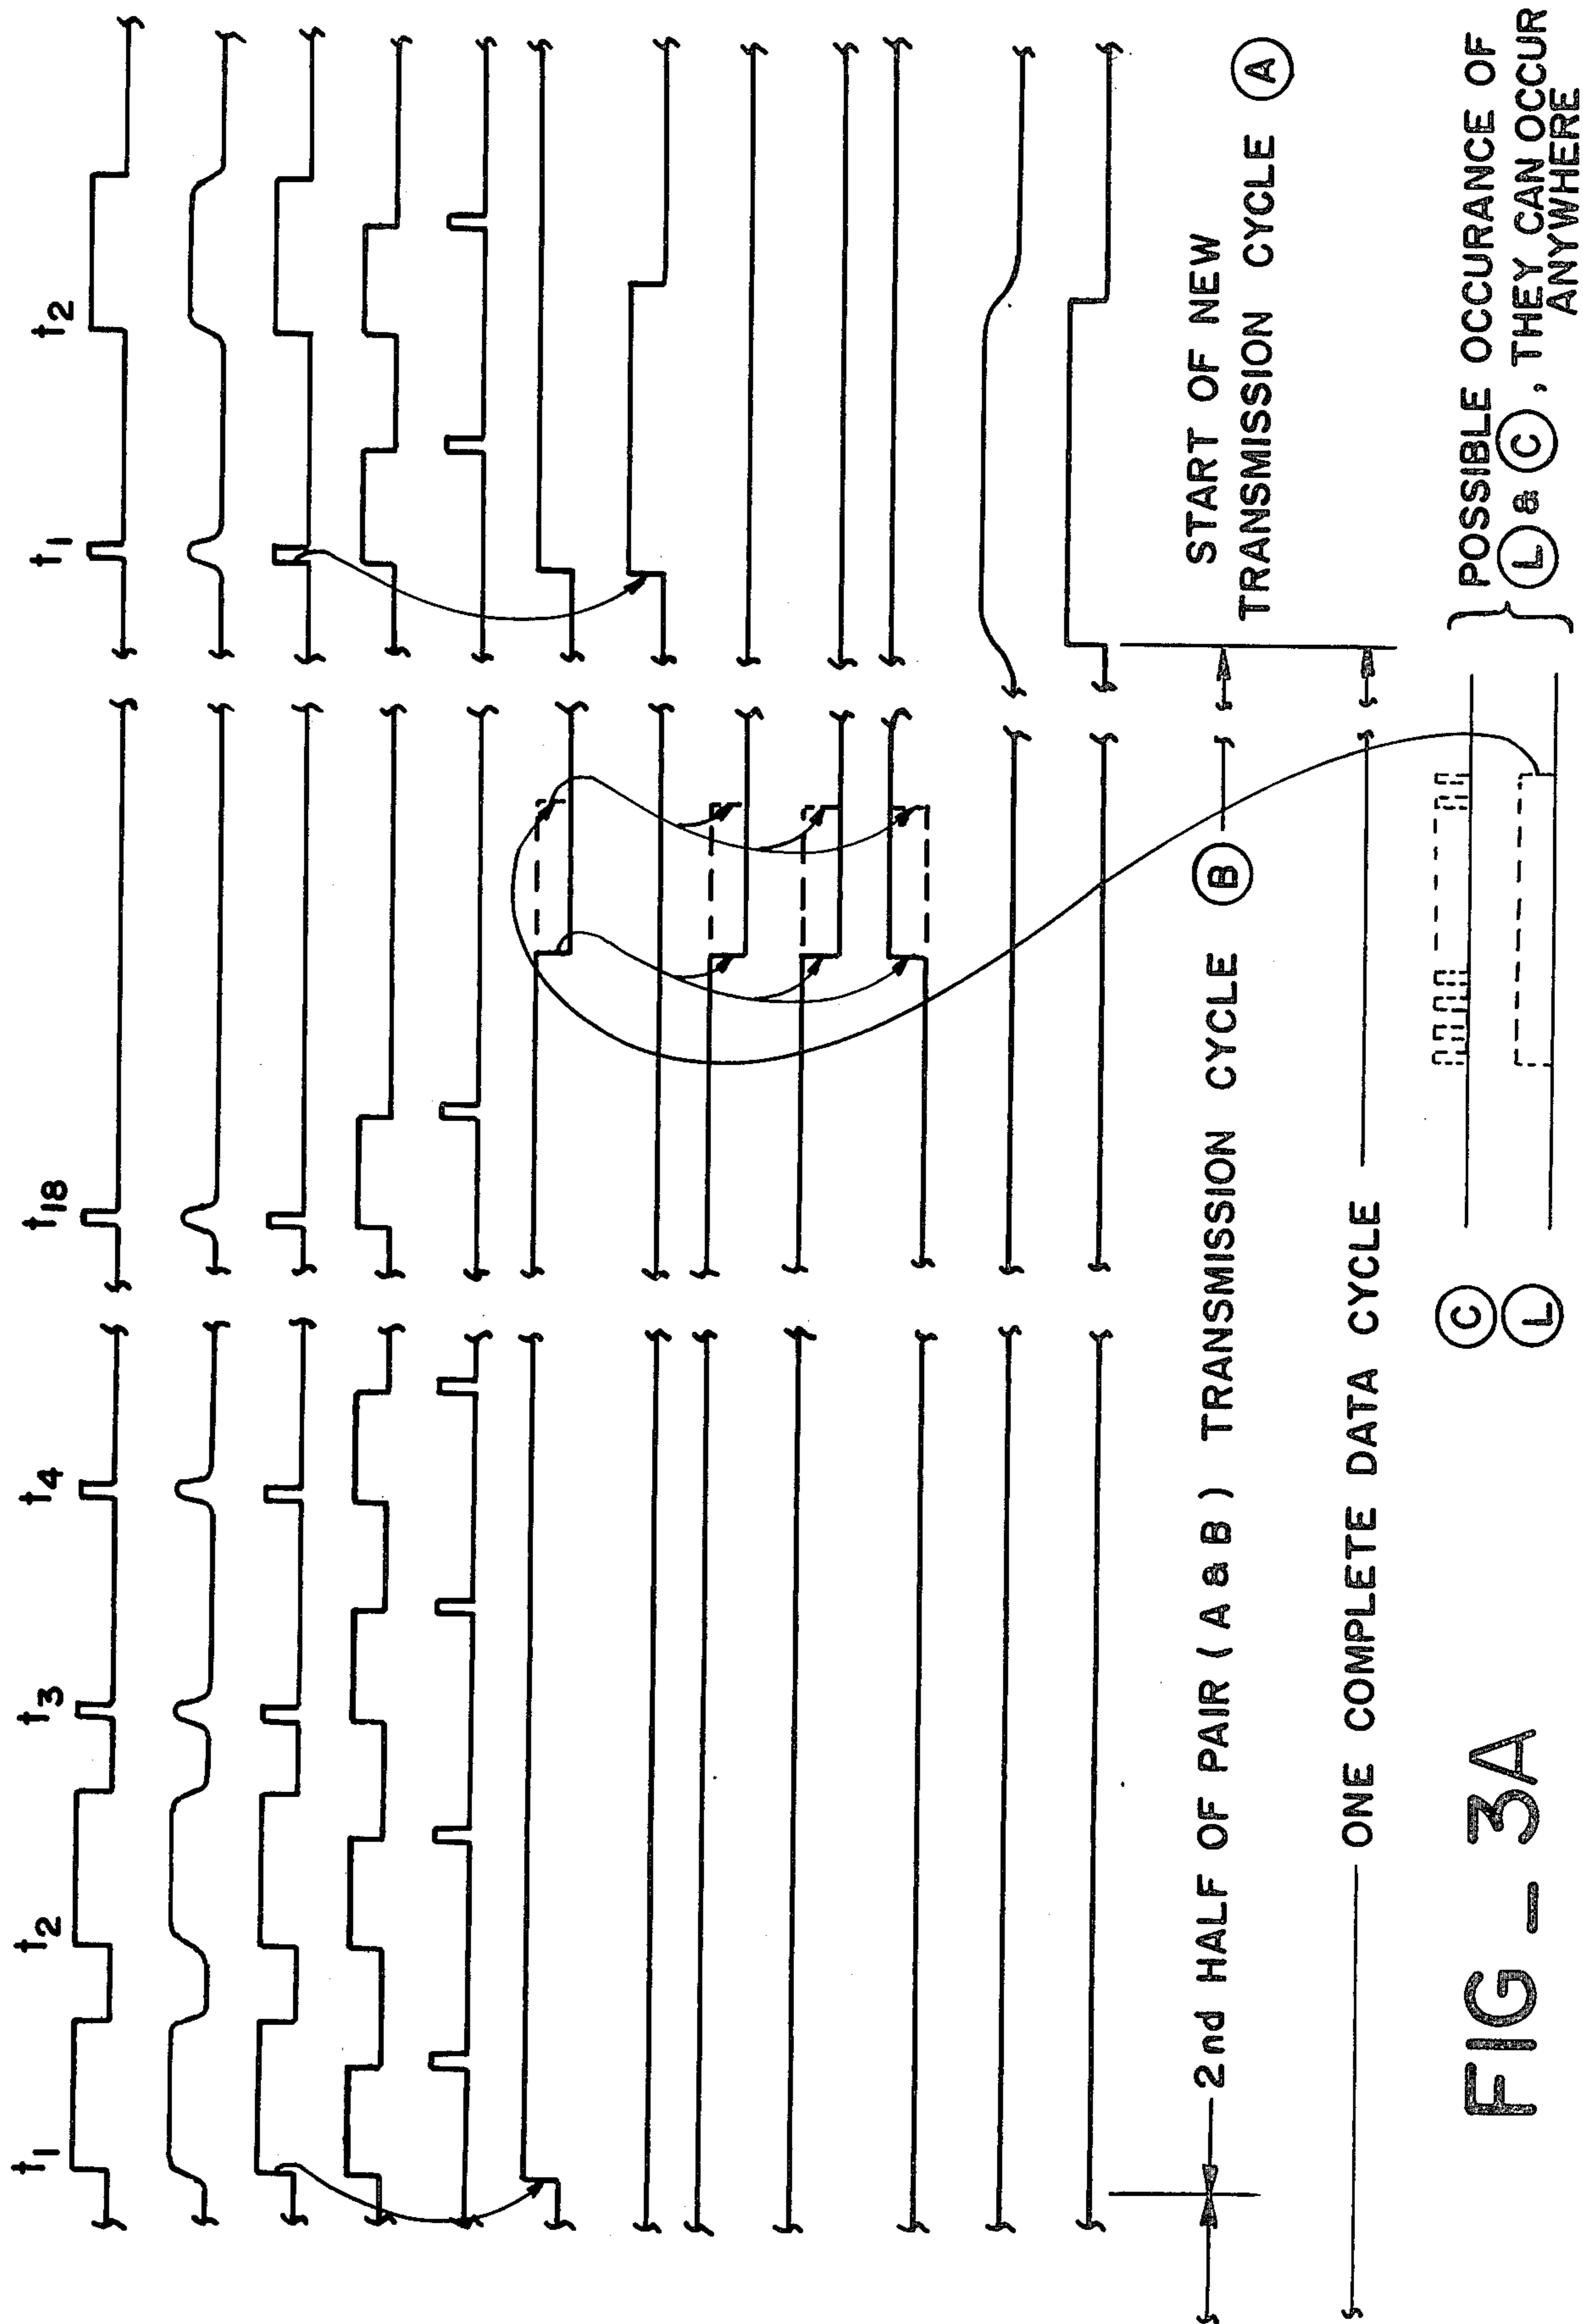 t1 t2 t3 t4 t18 t1 t2
2nd HALF OF PAIR (A & B) TRANSMISSION CYCLE B
START OF NEW
TRANSMISSION CYCLE A
ONE COMPLETE DATA CYCLE
C
L
POSSIBLE OCCURANCE OF
L & C, THEY CAN OCCUR
ANYWHERE
FIG - 3A